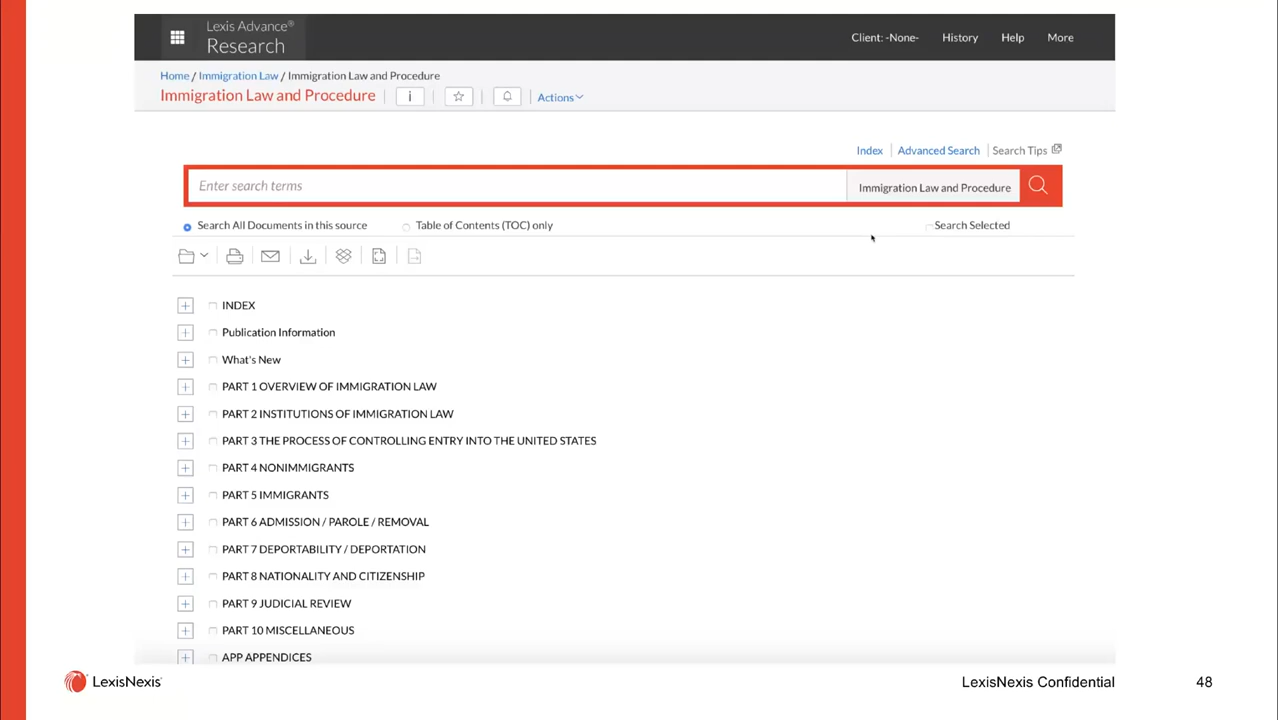 Lexis Advance®
Research
Client: -None- History Help More
Home / Immigration Law / Immigration Law and Procedure
Immigration Law and Procedure i Actions
Index Advanced Search Search Tips
Enter search terms Immigration Law and Procedure
Search All Documents in this source Table of Contents (TOC) only Search Selected
INDEX
Publication Information
What's New
PART 1 OVERVIEW OF IMMIGRATION LAW
PART 2 INSTITUTIONS OF IMMIGRATION LAW
PART 3 THE PROCESS OF CONTROLLING ENTRY INTO THE UNITED STATES
PART 4 NONIMMIGRANTS
PART 5 IMMIGRANTS
PART 6 ADMISSION / PAROLE / REMOVAL
PART 7 DEPORTABILITY / DEPORTATION
PART 8 NATIONALITY AND CITIZENSHIP
PART 9 JUDICIAL REVIEW
PART 10 MISCELLANEOUS
APP APPENDICES
LexisNexis® LexisNexis Confidential 48